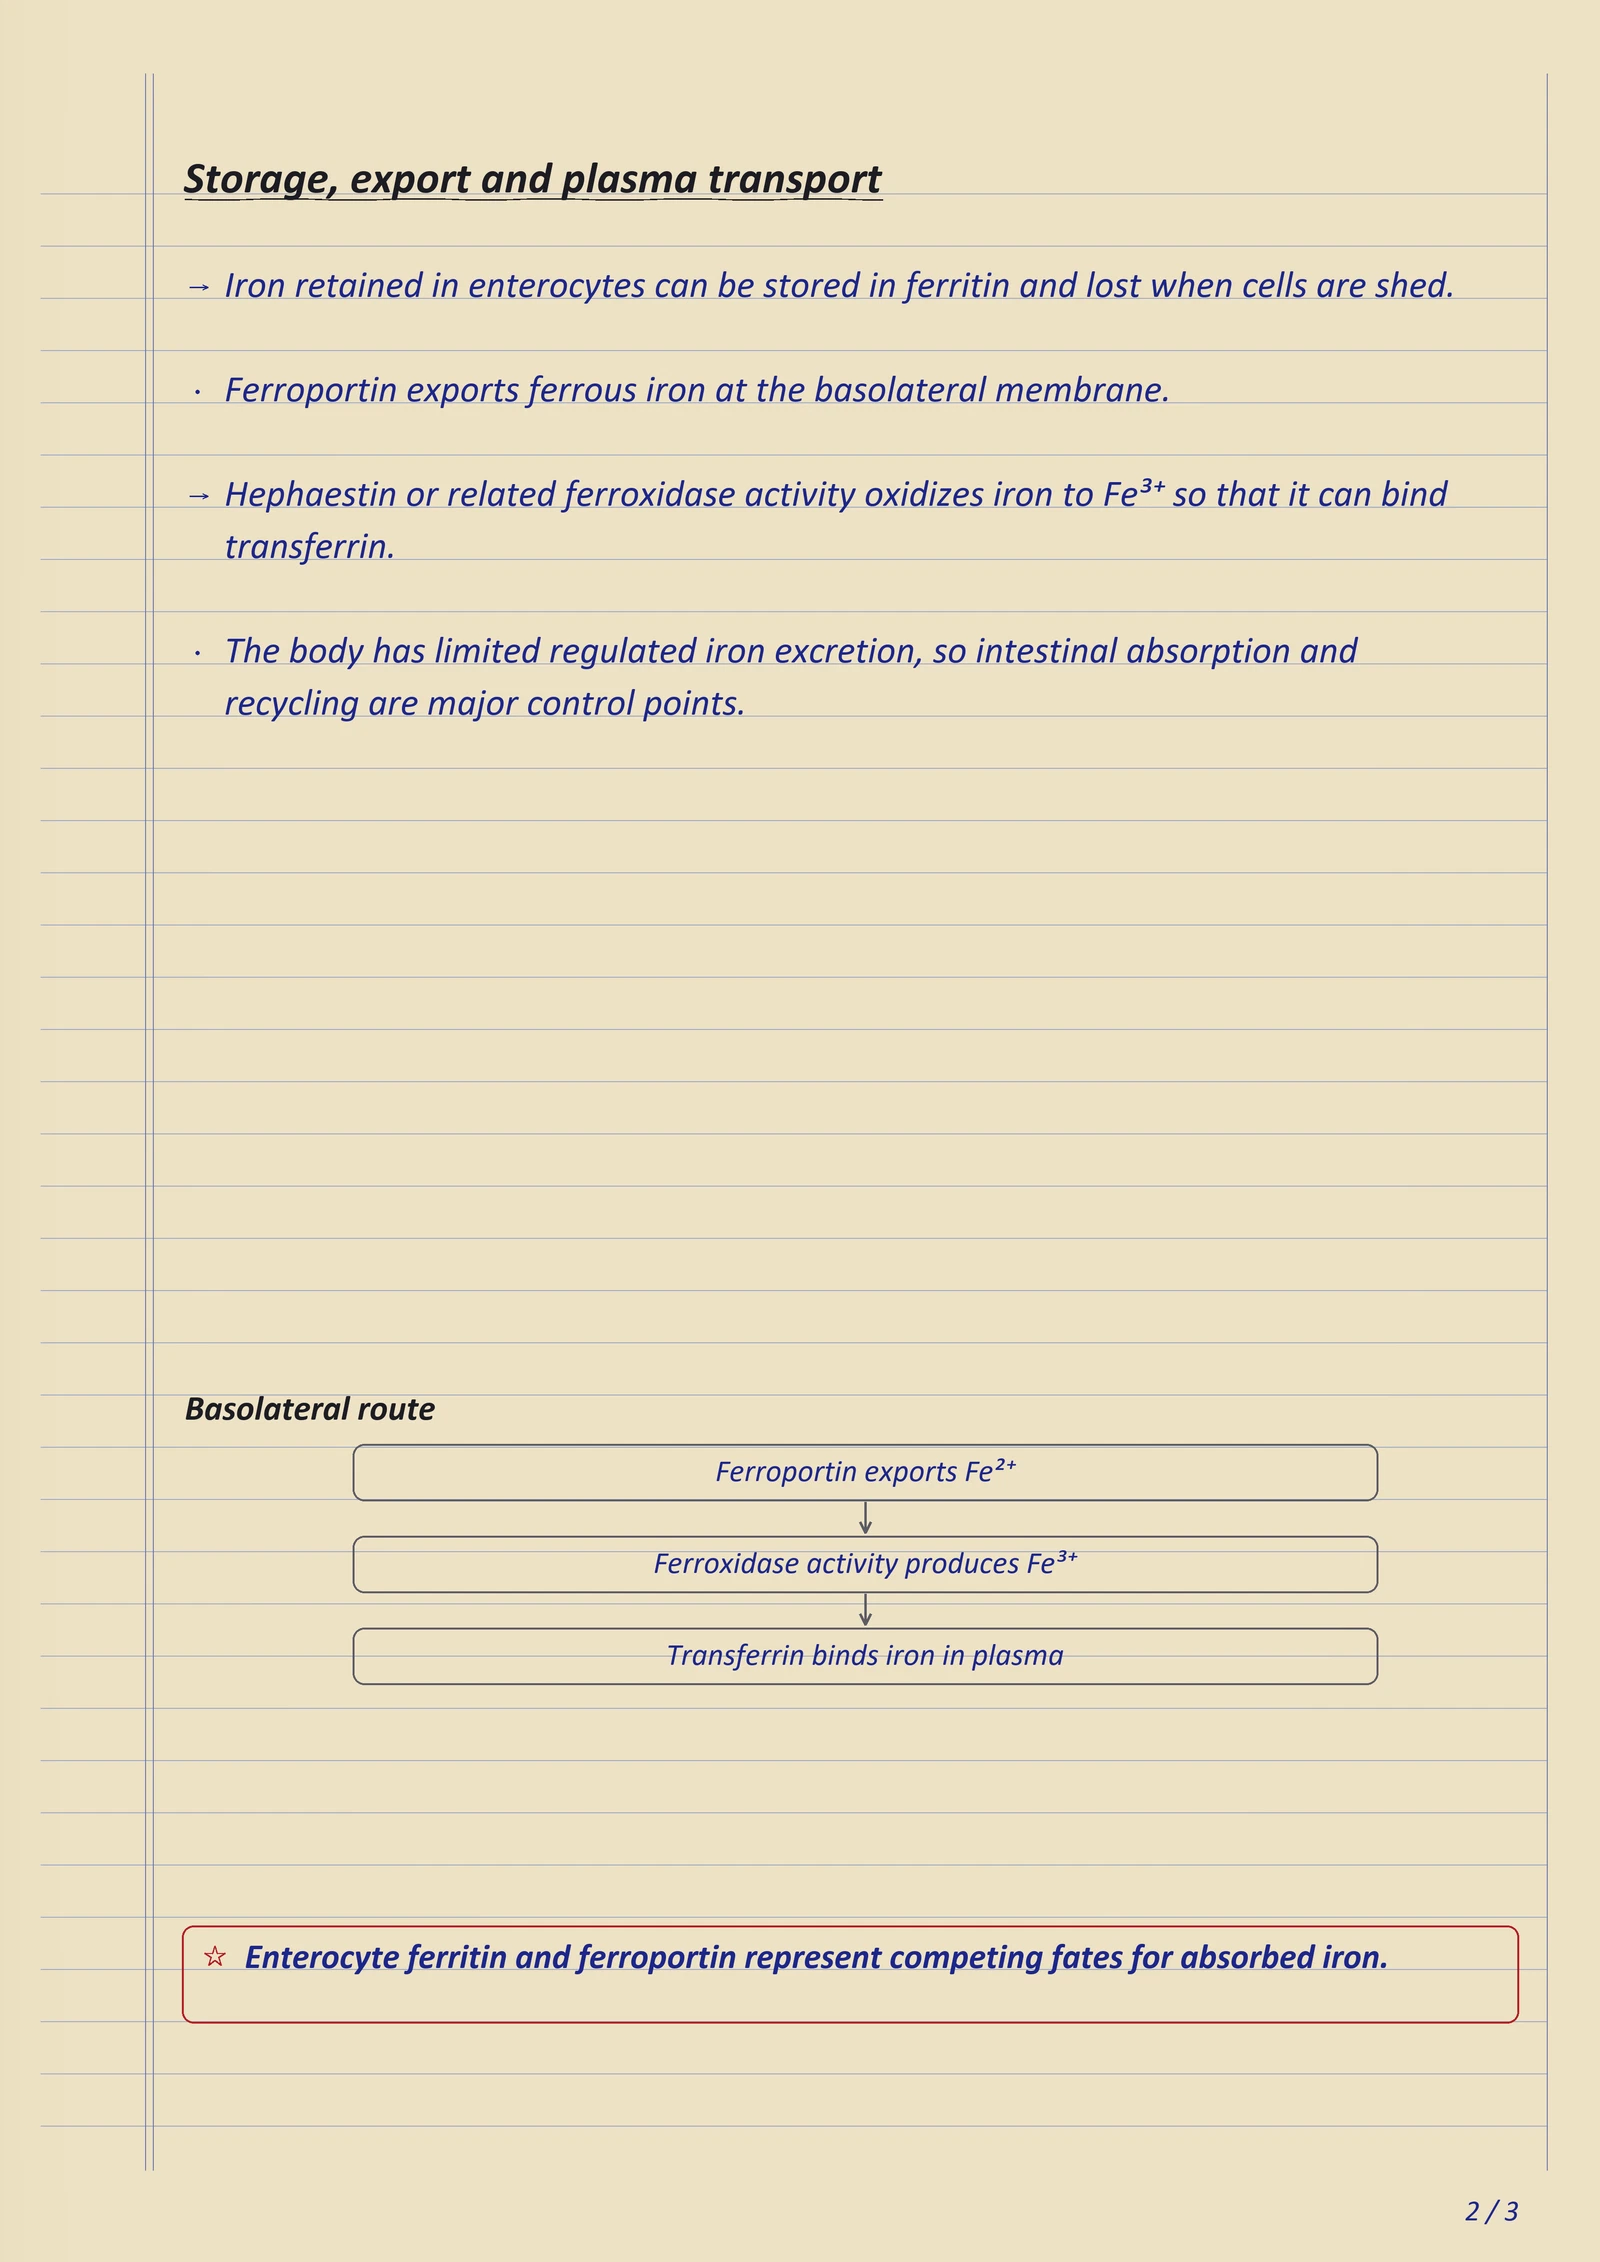 Storage, export and plasma transport
→ Iron retained in enterocytes can be stored in ferritin and lost when cells are shed.
· Ferroportin exports ferrous iron at the basolateral membrane.
→ Hephaestin or related ferroxidase activity oxidizes iron to Fe³⁺ so that it can bind
transferrin.
· The body has limited regulated iron excretion, so intestinal absorption and
recycling are major control points.
Basolateral route
Ferroportin exports Fe²⁺
Ferroxidase activity produces Fe³⁺
Transferrin binds iron in plasma
☆ Enterocyte ferritin and ferroportin represent competing fates for absorbed iron.
2 / 3